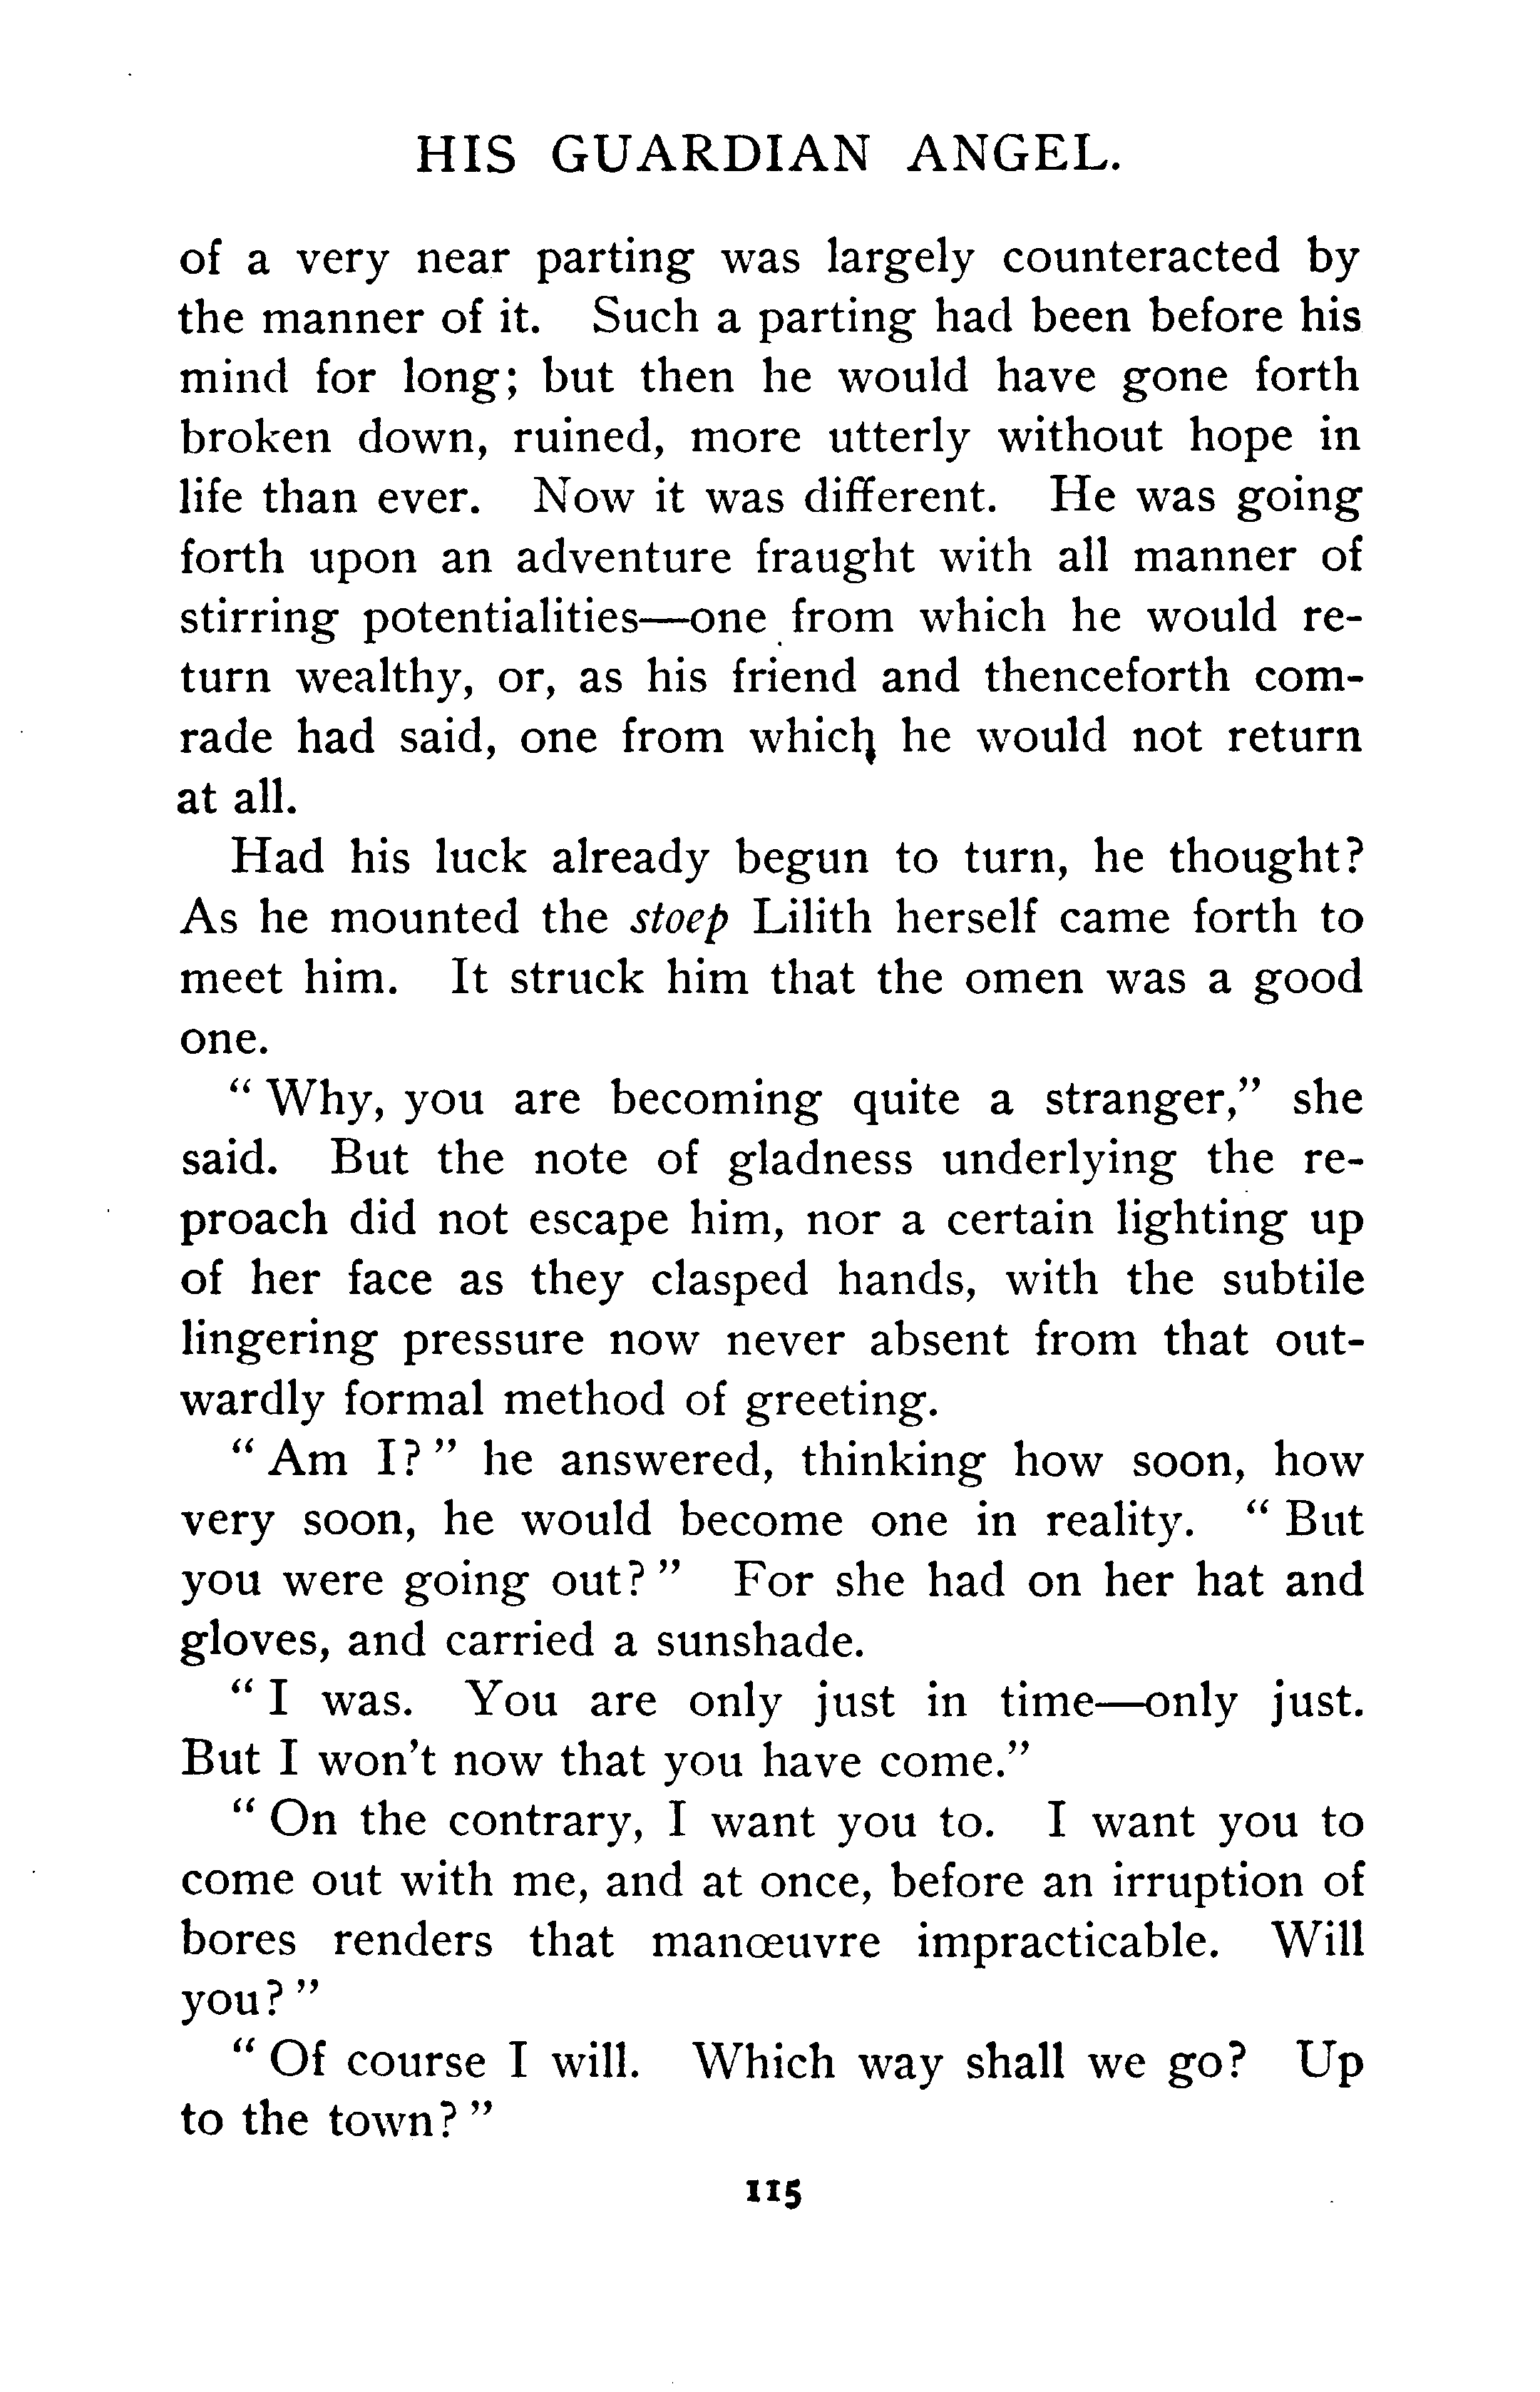 HIS GUARDIAN ANGEL.
of a very near parting was largely counteracted by
the manner of it. Such a parting had been before his
mind for long; but then he would have gone forth
broken down, ruined, more utterly without hope in
life than ever. Now it was different. He was going
forth upon an adventure fraught with all manner of
stirring potentialities—one from which he would re-
turn wealthy, or, as his friend and thenceforth com-
rade had said, one from which he would not return
at all.
Had his luck already begun to turn, he thought?
As he mounted the stoep Lilith herself came forth to
meet him. It struck him that the omen was a good
one.
“ Why, you are becoming quite a stranger,” she
said. But the note of gladness underlying the re-
proach did not escape him, nor a certain lighting up
of her face as they clasped hands, with the subtile
lingering pressure now never absent from that out-
wardly formal method of greeting.
“ Am I? ” he answered, thinking how soon, how
very soon, he would become one in reality. “ But
you were going out? ” For she had on her hat and
gloves, and carried a sunshade.
“ I was. You are only just in time—only just.
But I won’t now that you have come.”
“ On the contrary, I want you to. I want you to
come out with me, and at once, before an irruption of
bores renders that manœuvre impracticable. Will
you? ”
“ Of course I will. Which way shall we go? Up
to the town? ”
115